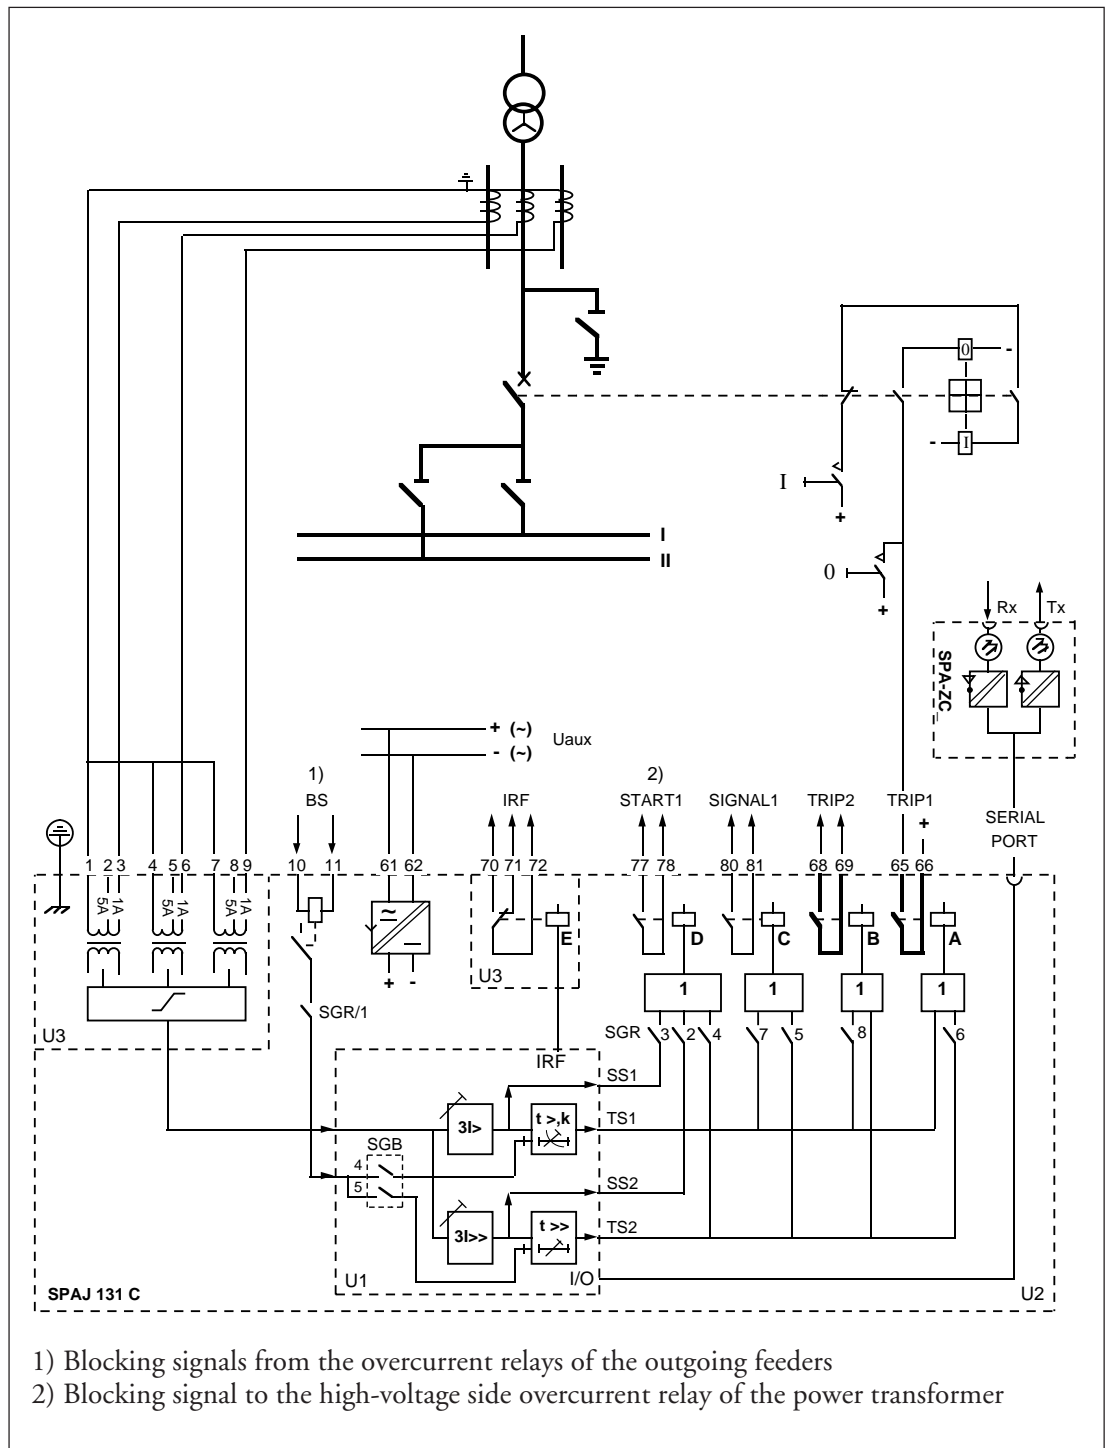 0 -
- I
I
+
I
II
0
+
Rx Tx
SPA-ZC
+ (~)
- (~)
Uaux
1)
BS
IRF
2)
START1
SIGNAL1
TRIP2
TRIP1
+
SERIAL
PORT
1 2 3 4 5 6 7 8 9 10 11 61 62 70 71 72 77 78 80 81 68 69 65 66
5A 1A 5A 1A 5A 1A
~
E D C B A
U3
+ -
1 1 1 1
SGR/1
U3
SGR 3 2 4 7 5 8 6
IRF
SS1
3I> t >,k
TS1
SGB
4
5
SS2
3I>> t >>
TS2
U1
I/O
SPAJ 131 C
U2
1) Blocking signals from the overcurrent relays of the outgoing feeders
2) Blocking signal to the high-voltage side overcurrent relay of the power transformer